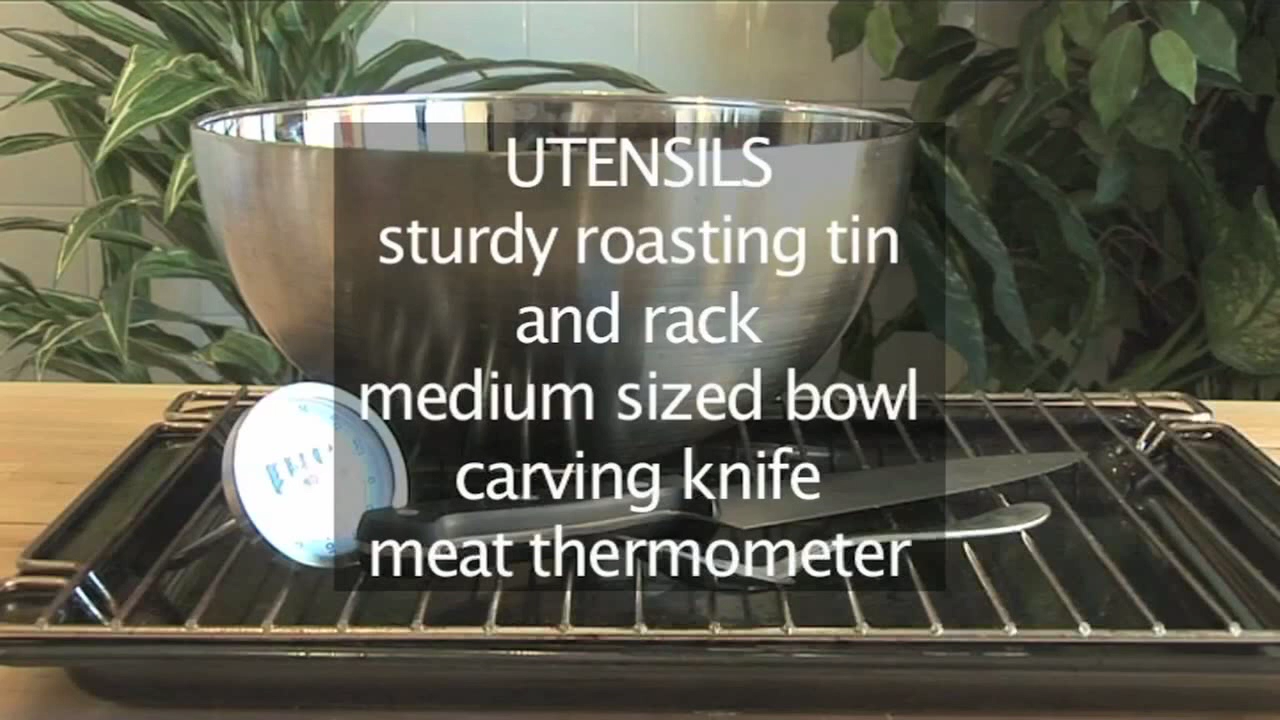 UTENSILS
sturdy roasting tin
and rack
medium sized bowl
carving knife
meat thermometer